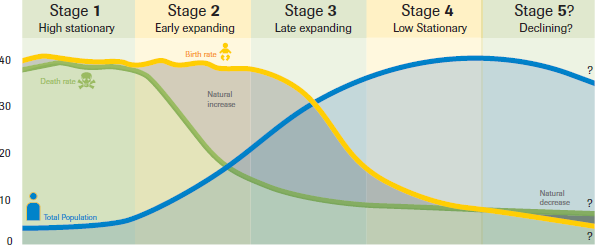 Stage 1
High stationary
Stage 2
Early expanding
Stage 3
Late expanding
Stage 4
Low Stationary
Stage 5?
Declining?
40
30
20
10
0
Birth rate
Death rate
Natural
increase
Total Population
Natural
decrease
?
?
?